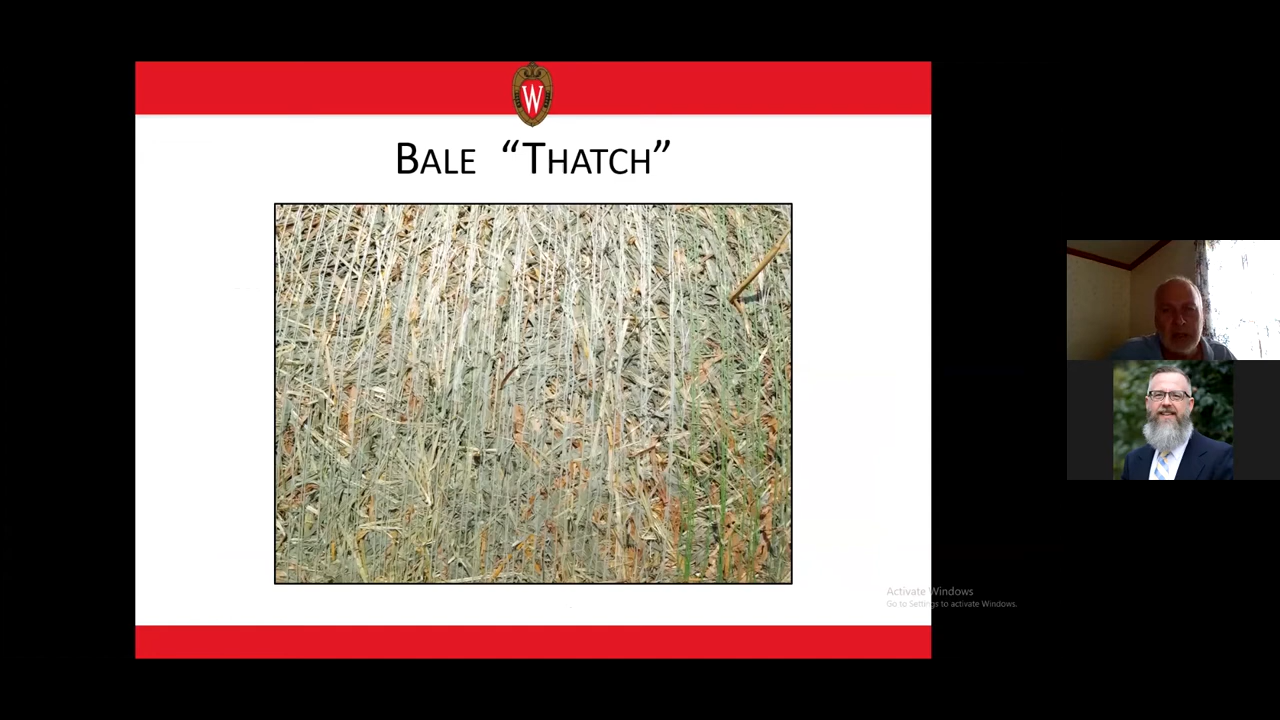 W
BALE “THATCH”
Activate Windows
Go to Settings to activate Windows.